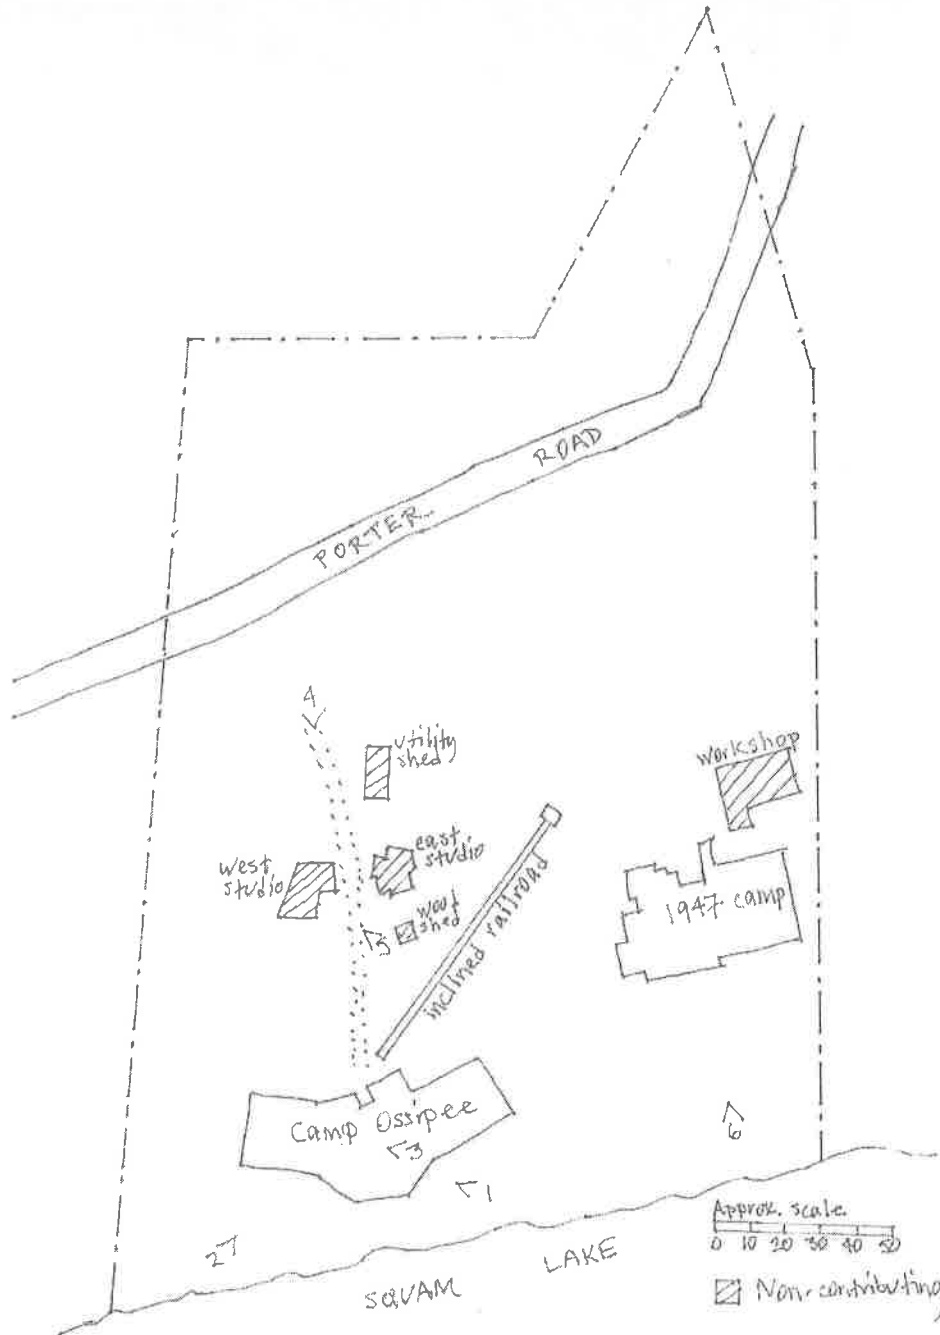 ROAD
PORTER
4
utility
shed
workshop
west
studio
east
studio
wood
shed
5
inclined railroad
1947 camp
Camp Ossipee
3
6
1
2
SQUAM LAKE
Approx. scale
0 10 20 30 40 50
Non-contributing